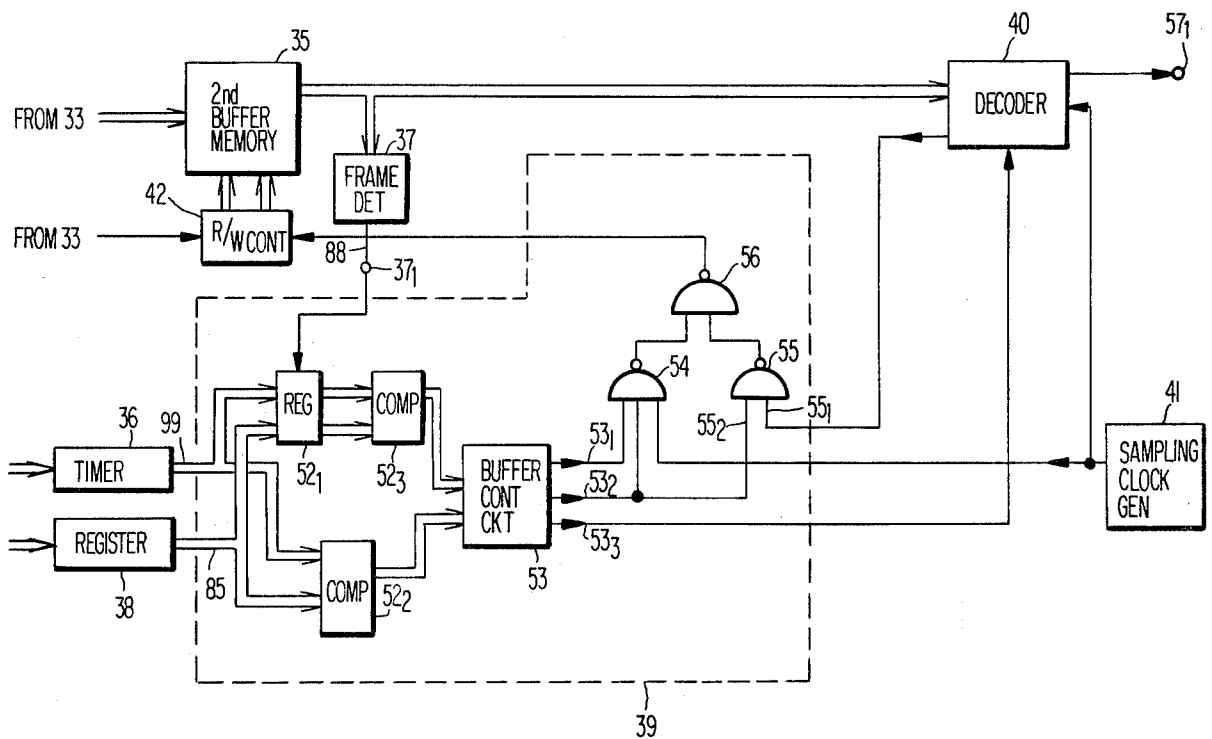 35
2nd
BUFFER
MEMORY
FROM 33
40
DECODER
57₁
37
FRAME
DET
42
R/W CONT
FROM 33
88
37₁
56
54
55
55₁
55₂
REG
52₁
COMP
52₃
36
TIMER
99
53₁
BUFFER
CONT
CKT
53
53₂
53₃
41
SAMPLING
CLOCK
GEN
REGISTER
38
85
COMP
52₂
39